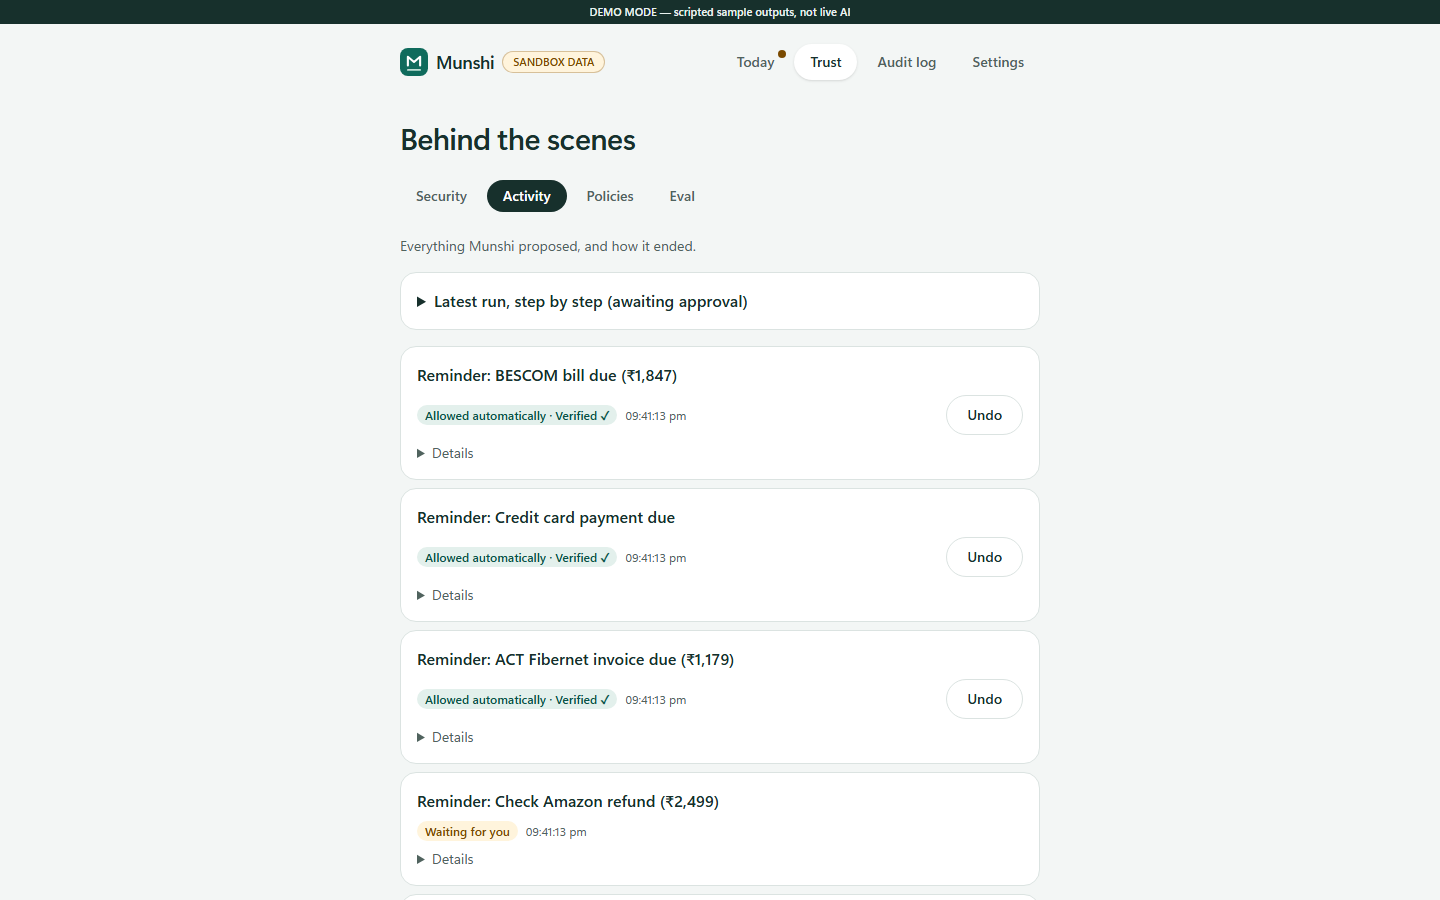 DEMO MODE — scripted sample outputs, not live AI
Munshi SANDBOX DATA Today Trust Audit log Settings
Behind the scenes
Security Activity Policies Eval
Everything Munshi proposed, and how it ended.
▶ Latest run, step by step (awaiting approval)
Reminder: BESCOM bill due (₹1,847)
Allowed automatically · Verified ✓ 09:41:13 pm Undo
▶ Details
Reminder: Credit card payment due
Allowed automatically · Verified ✓ 09:41:13 pm Undo
▶ Details
Reminder: ACT Fibernet invoice due (₹1,179)
Allowed automatically · Verified ✓ 09:41:13 pm Undo
▶ Details
Reminder: Check Amazon refund (₹2,499)
Waiting for you 09:41:13 pm
▶ Details